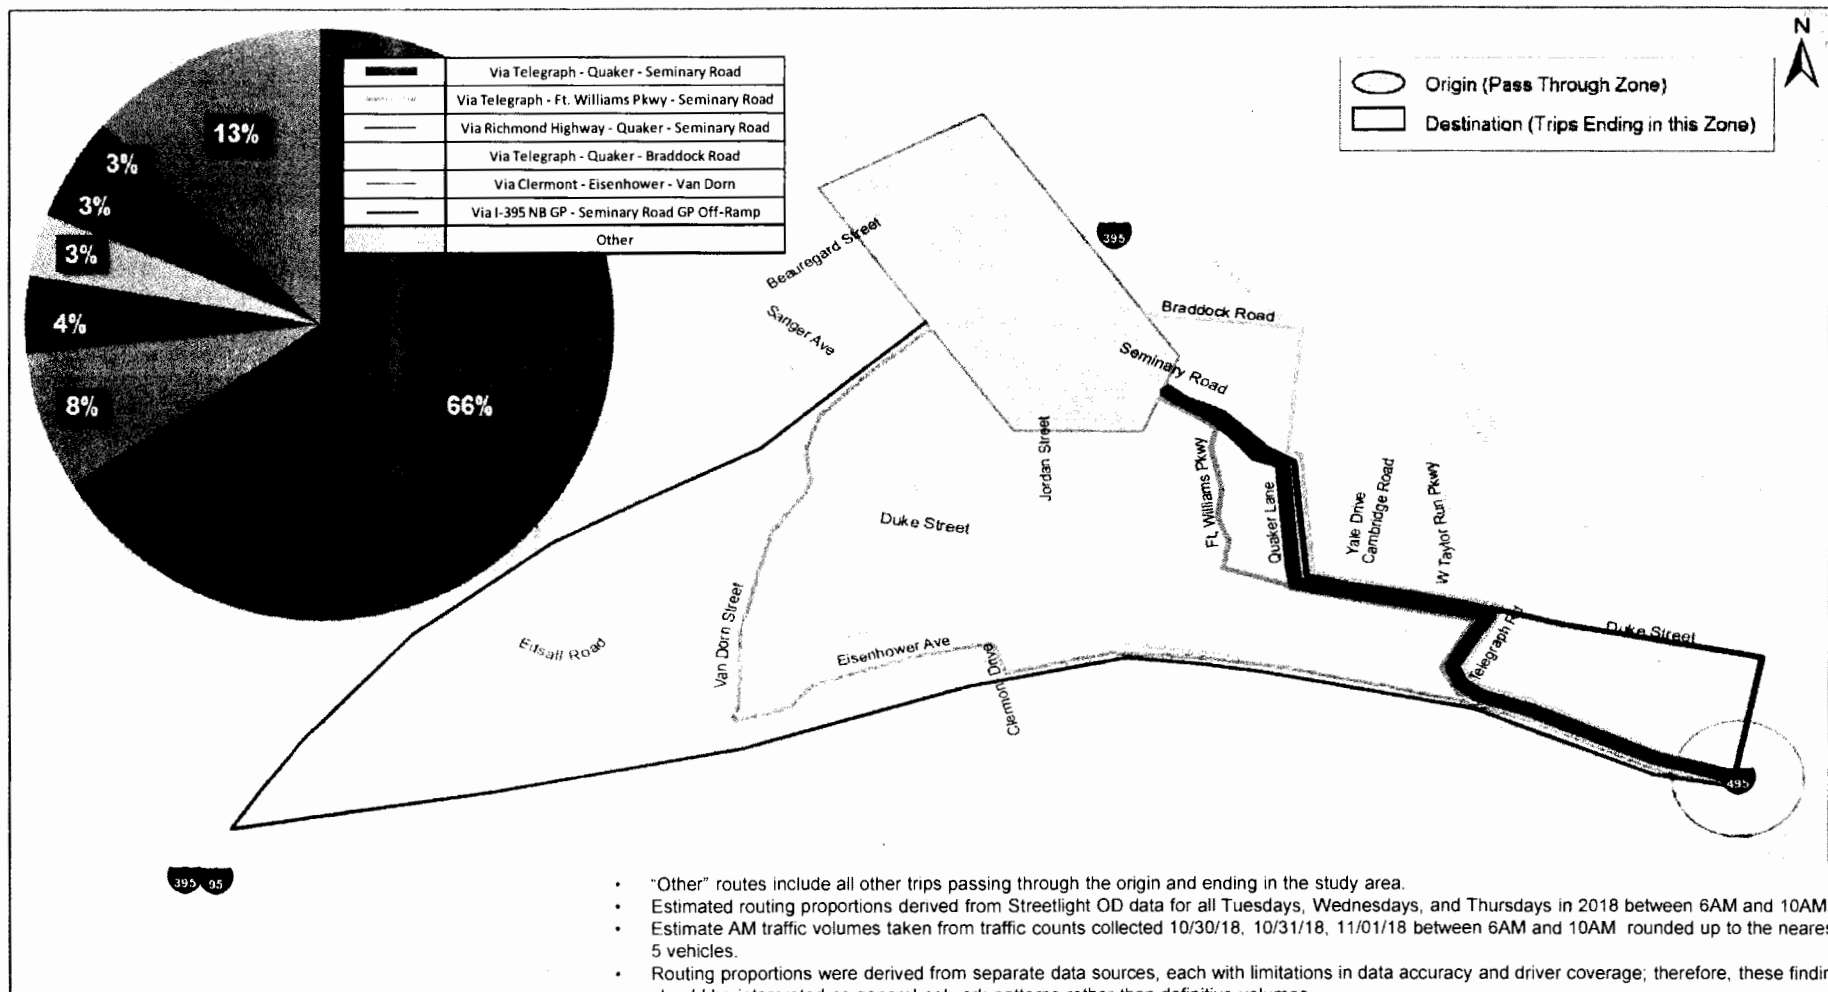 N
Via Telegraph - Quaker - Seminary Road
Via Telegraph - Ft. Williams Pkwy - Seminary Road
Via Richmond Highway - Quaker - Seminary Road
Via Telegraph - Quaker - Braddock Road
Via Clermont - Eisenhower - Van Dorn
Via I-395 NB GP - Seminary Road GP Off-Ramp
Other
Origin (Pass Through Zone)
Destination (Trips Ending in this Zone)
13%
3%
3%
3%
4%
8%
66%
395
Beauregard Street
Sanger Ave
Braddock Road
Seminary Road
Jordan Street
Ft. Williams Pkwy
Quaker Lane
Yale Drive
Cambridge Road
W Taylor Run Pkwy
Duke Street
Duke Street
Telegraph Rd
Van Dorn Street
Edsall Road
Eisenhower Ave
Clermont Drive
495
395 95
• "Other" routes include all other trips passing through the origin and ending in the study area.
• Estimated routing proportions derived from Streetlight OD data for all Tuesdays, Wednesdays, and Thursdays in 2018 between 6AM and 10AM
• Estimate AM traffic volumes taken from traffic counts collected 10/30/18, 10/31/18, 11/01/18 between 6AM and 10AM rounded up to the neares
5 vehicles.
• Routing proportions were derived from separate data sources, each with limitations in data accuracy and driver coverage; therefore, these findin